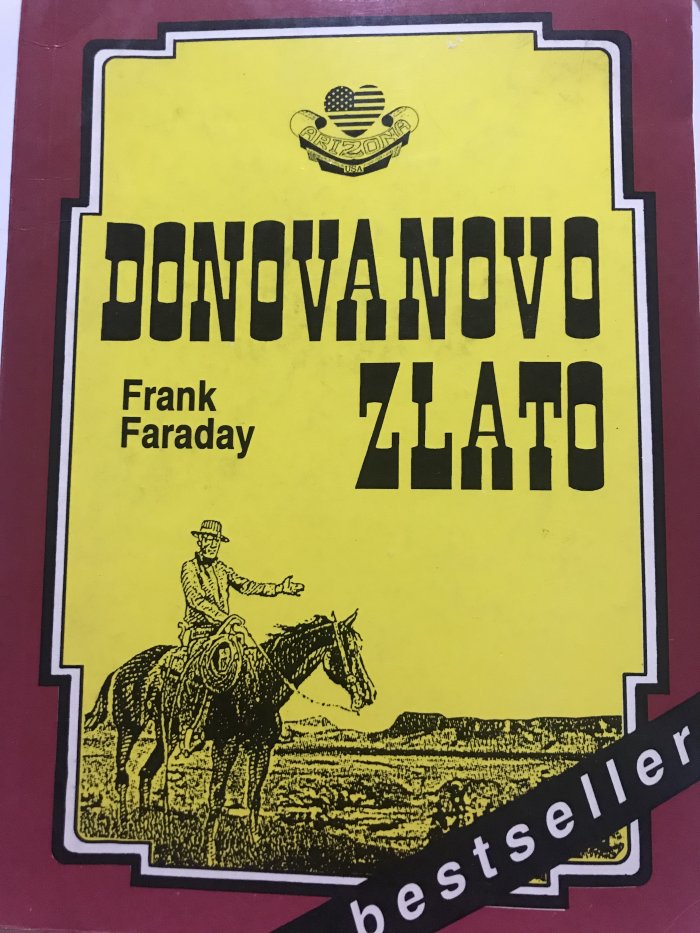 ARIZONA
USA
DONOVANOVO
ZLATO
Frank
Faraday
bestseller